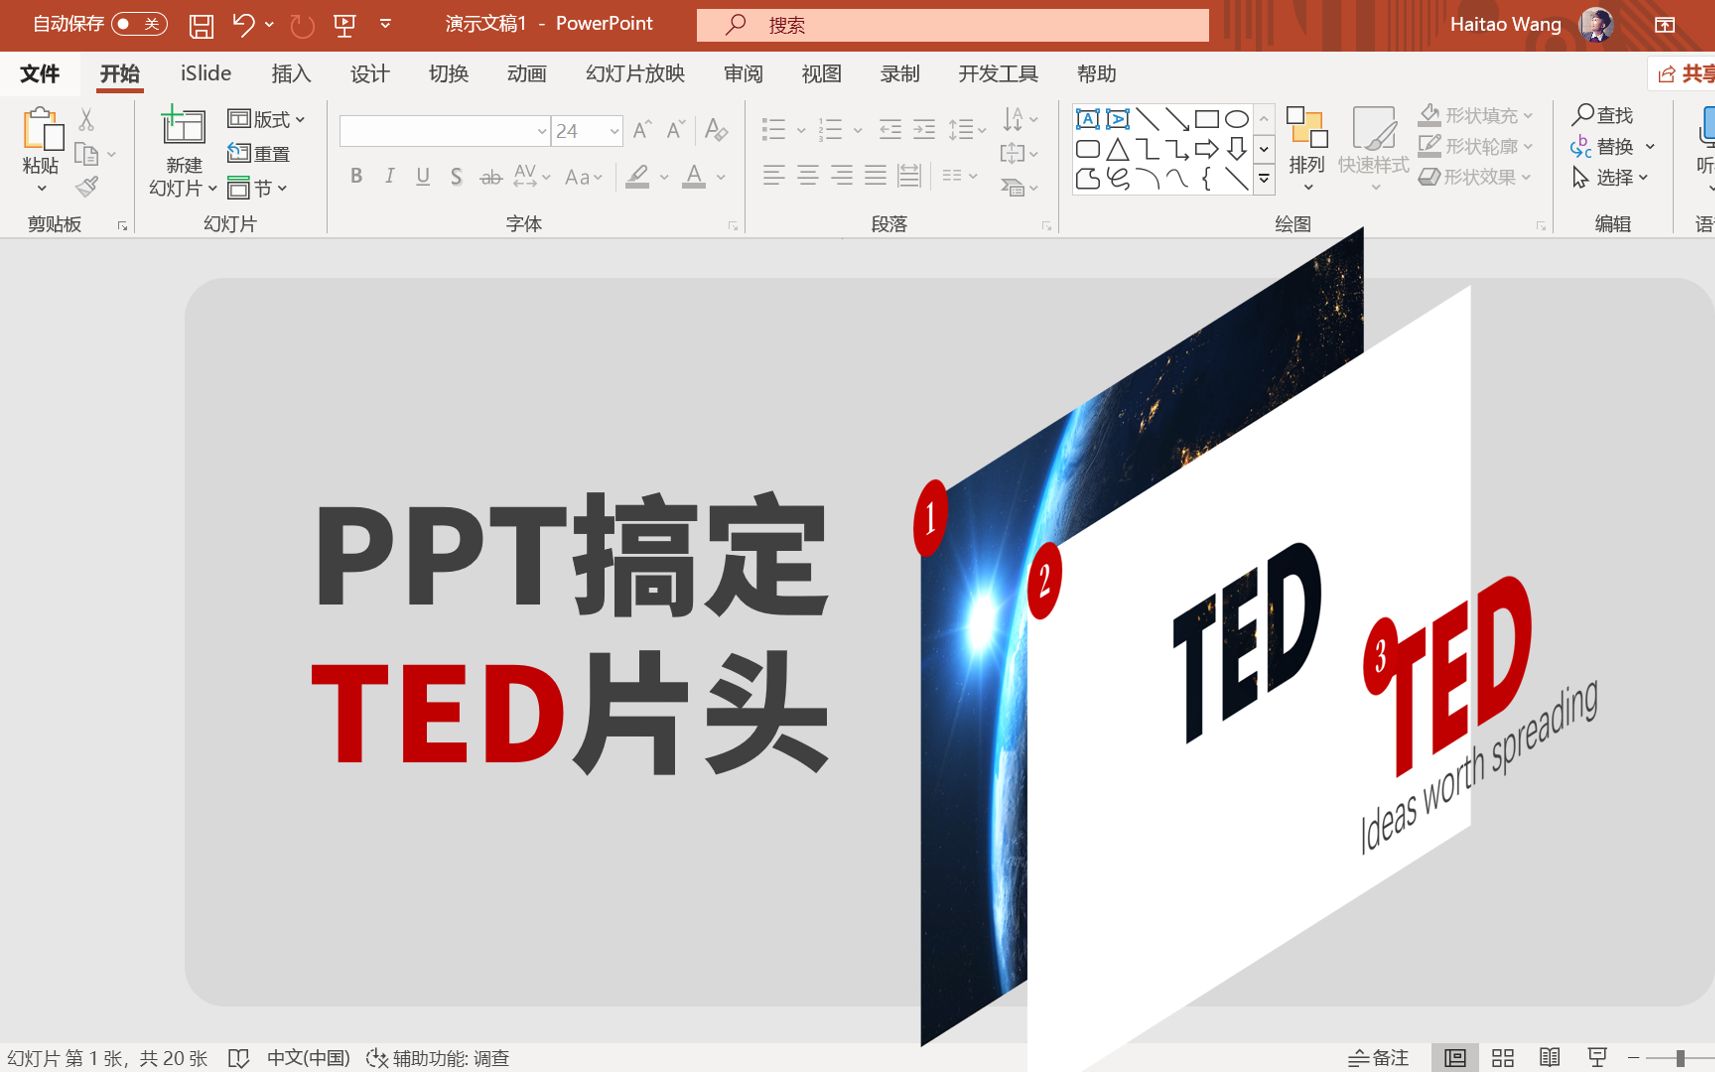 自动保存 关 演示文稿1 - PowerPoint 搜索 Haitao Wang
文件 开始 iSlide 插入 设计 切换 动画 幻灯片放映 审阅 视图 录制 开发工具 帮助 共享
粘贴
剪贴板
新建
幻灯片
版式
重置
节
幻灯片
24
B I U S ab AV Aa A
字体
段落
排列
快速样式
形状填充
形状轮廓
形状效果
绘图
查找
替换
选择
编辑
PPT搞定
TED片头
1
2
TED
3
TED
Ideas worth spreading
幻灯片 第 1 张，共 20 张 中文(中国) 辅助功能: 调查 备注